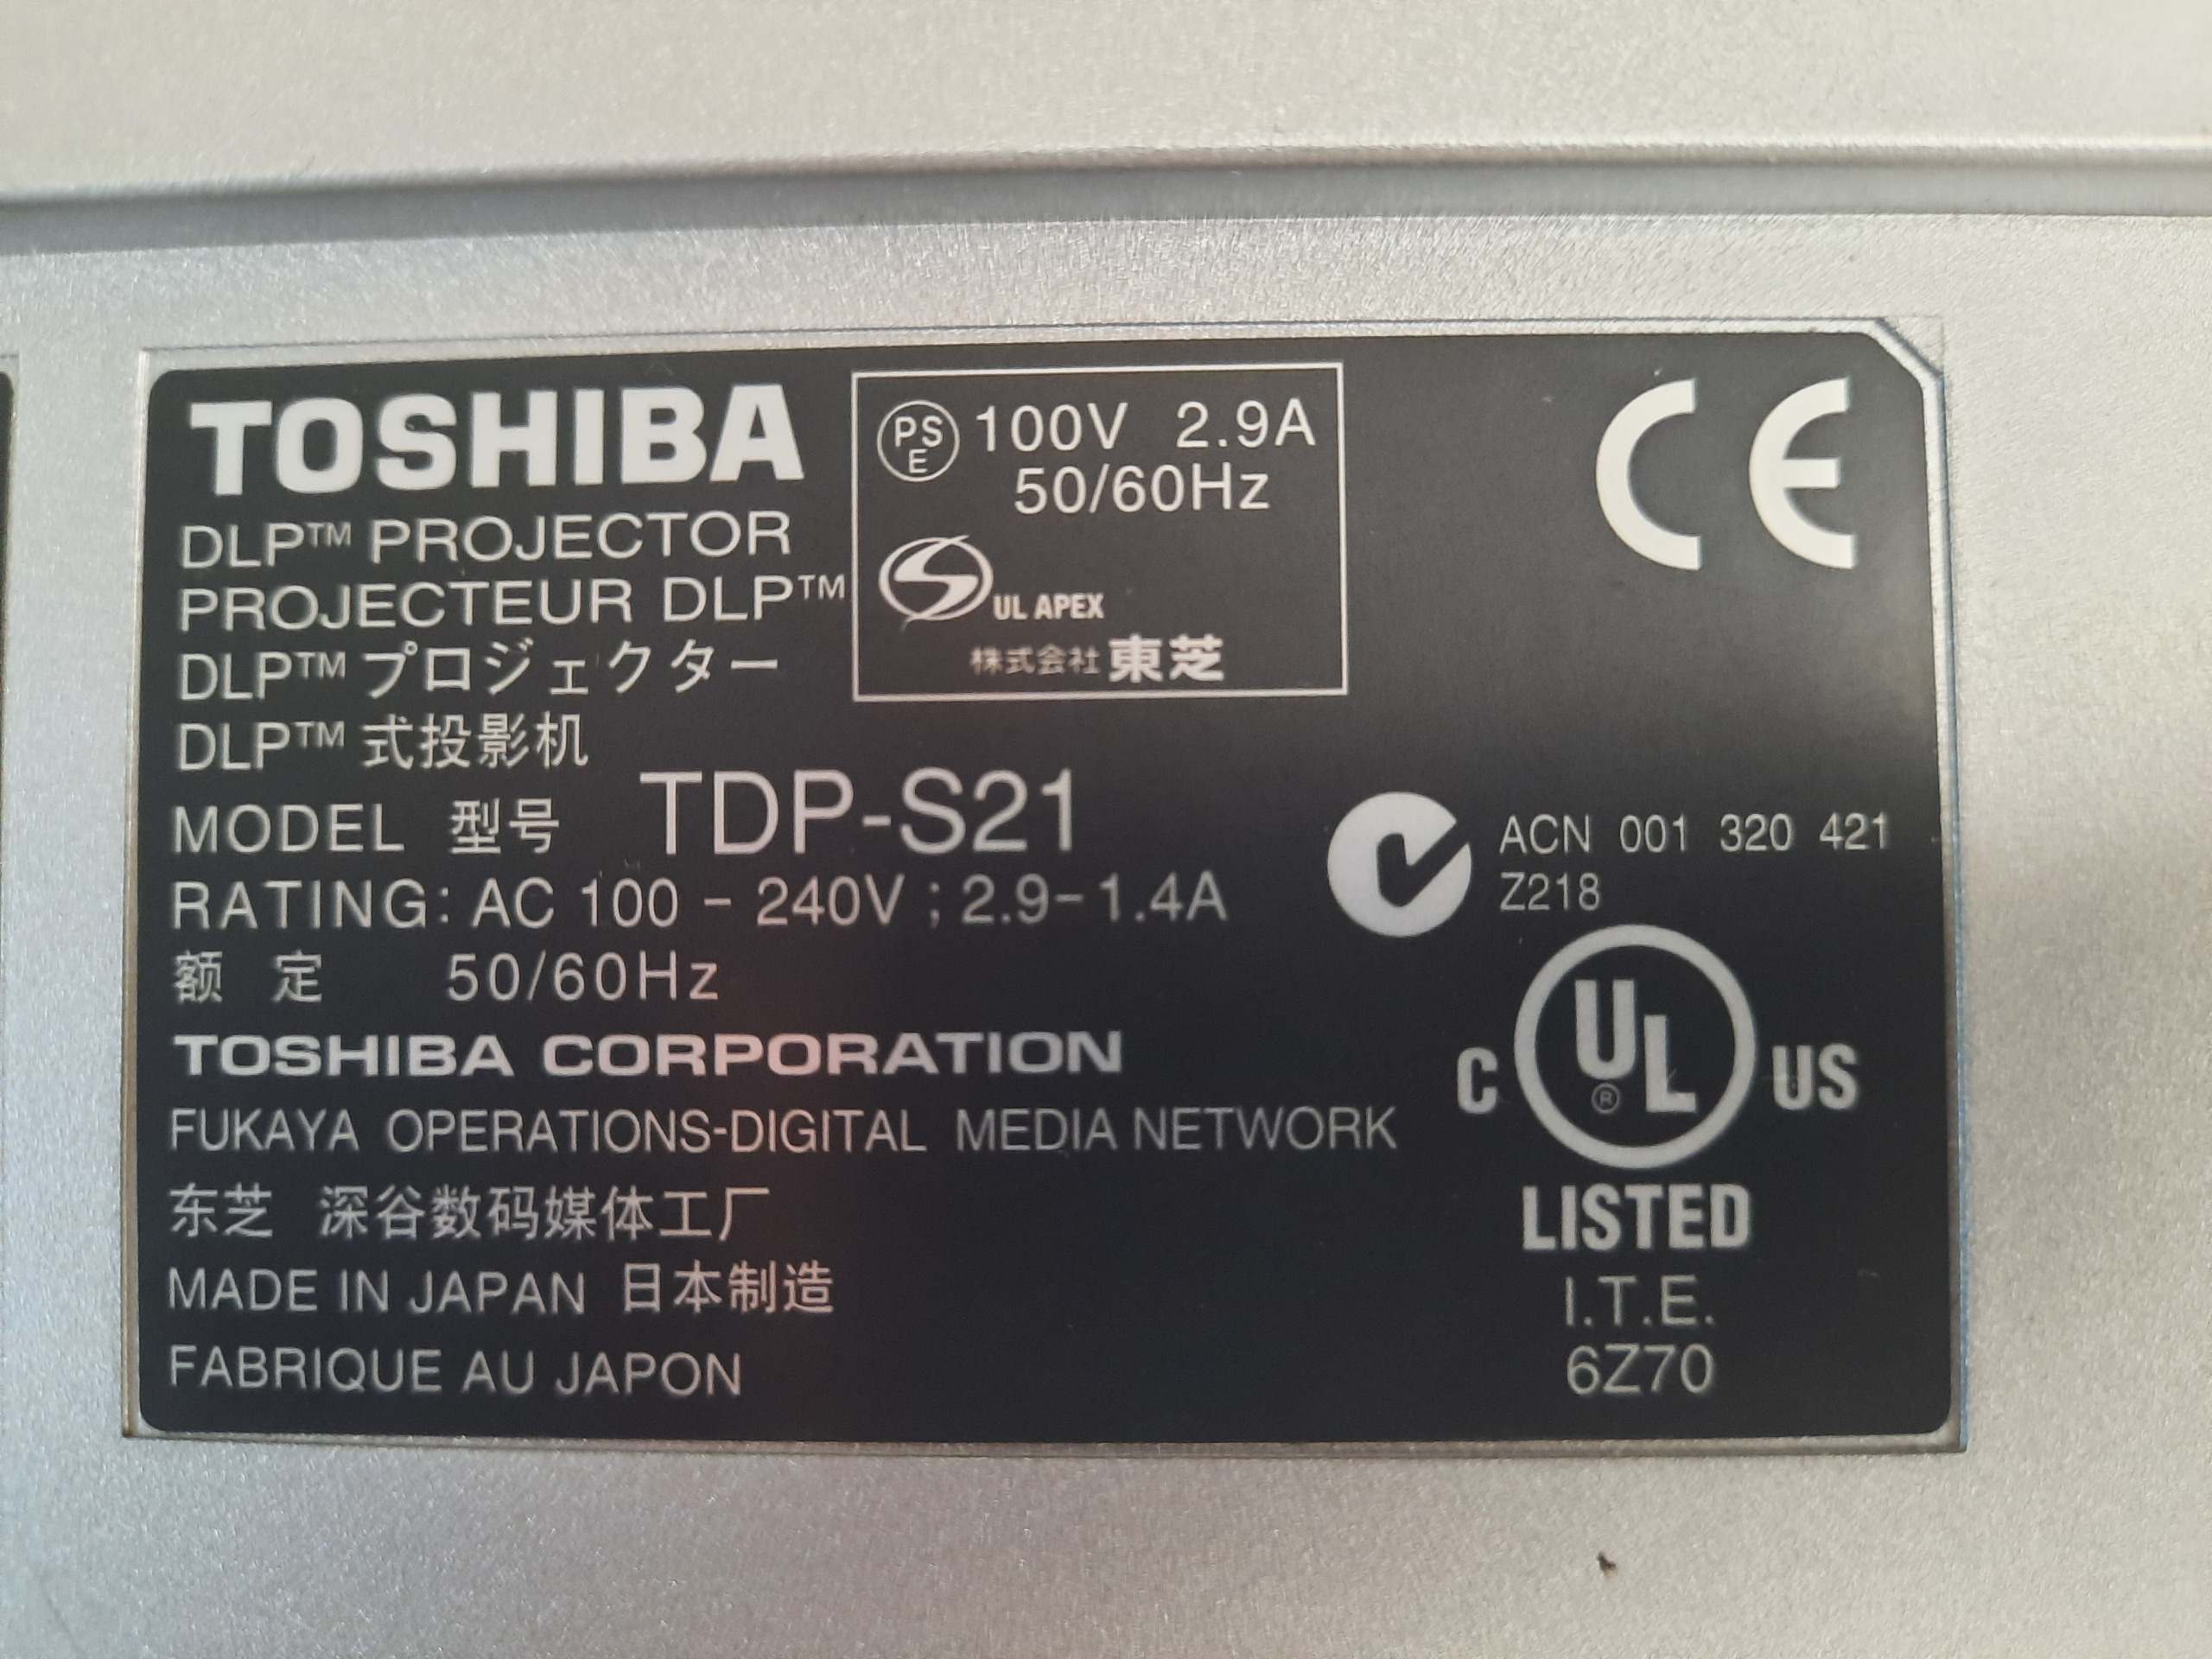 TOSHIBA
DLP™ PROJECTOR
PROJECTEUR DLP™
DLP™ プロジェクター
DLP™ 式投影机
PSE 100V 2.9A
50/60Hz
S UL APEX
株式会社 東芝
CE
MODEL 型号 TDP-S21
RATING: AC 100 - 240V ; 2.9-1.4A
额 定 50/60Hz
TOSHIBA CORPORATION
FUKAYA OPERATIONS-DIGITAL MEDIA NETWORK
东芝 深谷数码媒体工厂
MADE IN JAPAN 日本制造
FABRIQUE AU JAPON
ACN 001 320 421
Z218
C UL® US
LISTED
I.T.E.
6Z70